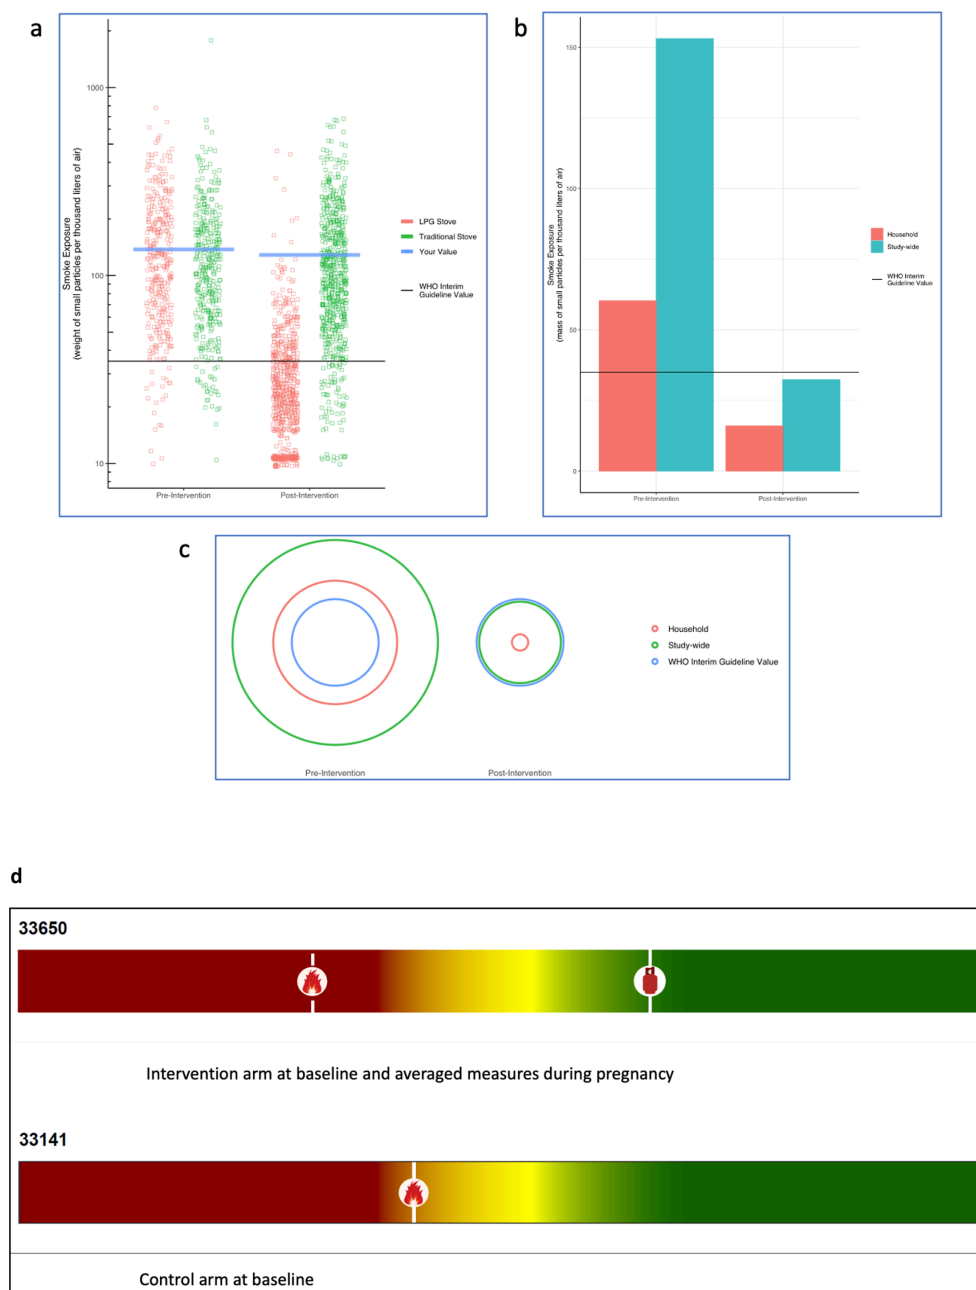 a
1000
100
10
Smoke Exposure
(weight of small particles per thousand liters of air)
Pre-Intervention
Post-Intervention
LPG Stove
Traditional Stove
Your Value
WHO Interim
Guideline Value
b
150
100
50
0
Smoke Exposure
(mass of small particles per thousand liters of air)
Pre-Intervention
Post-Intervention
Household
Study-wide
WHO Interim
Guideline Value
c
Household
Study-wide
WHO Interim Guideline Value
Pre-Intervention
Post-Intervention
d
33650
Intervention arm at baseline and averaged measures during pregnancy
33141
Control arm at baseline